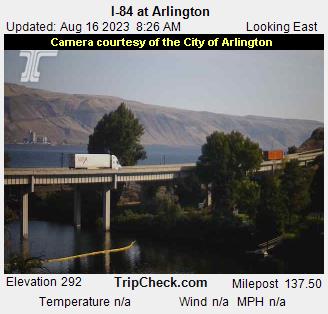 I-84 at Arlington
Updated: Aug 16 2023 8:26 AM Looking East
Camera courtesy of the City of Arlington
Elevation 292 TripCheck.com Milepost 137.50
Temperature n/a Wind n/a MPH n/a